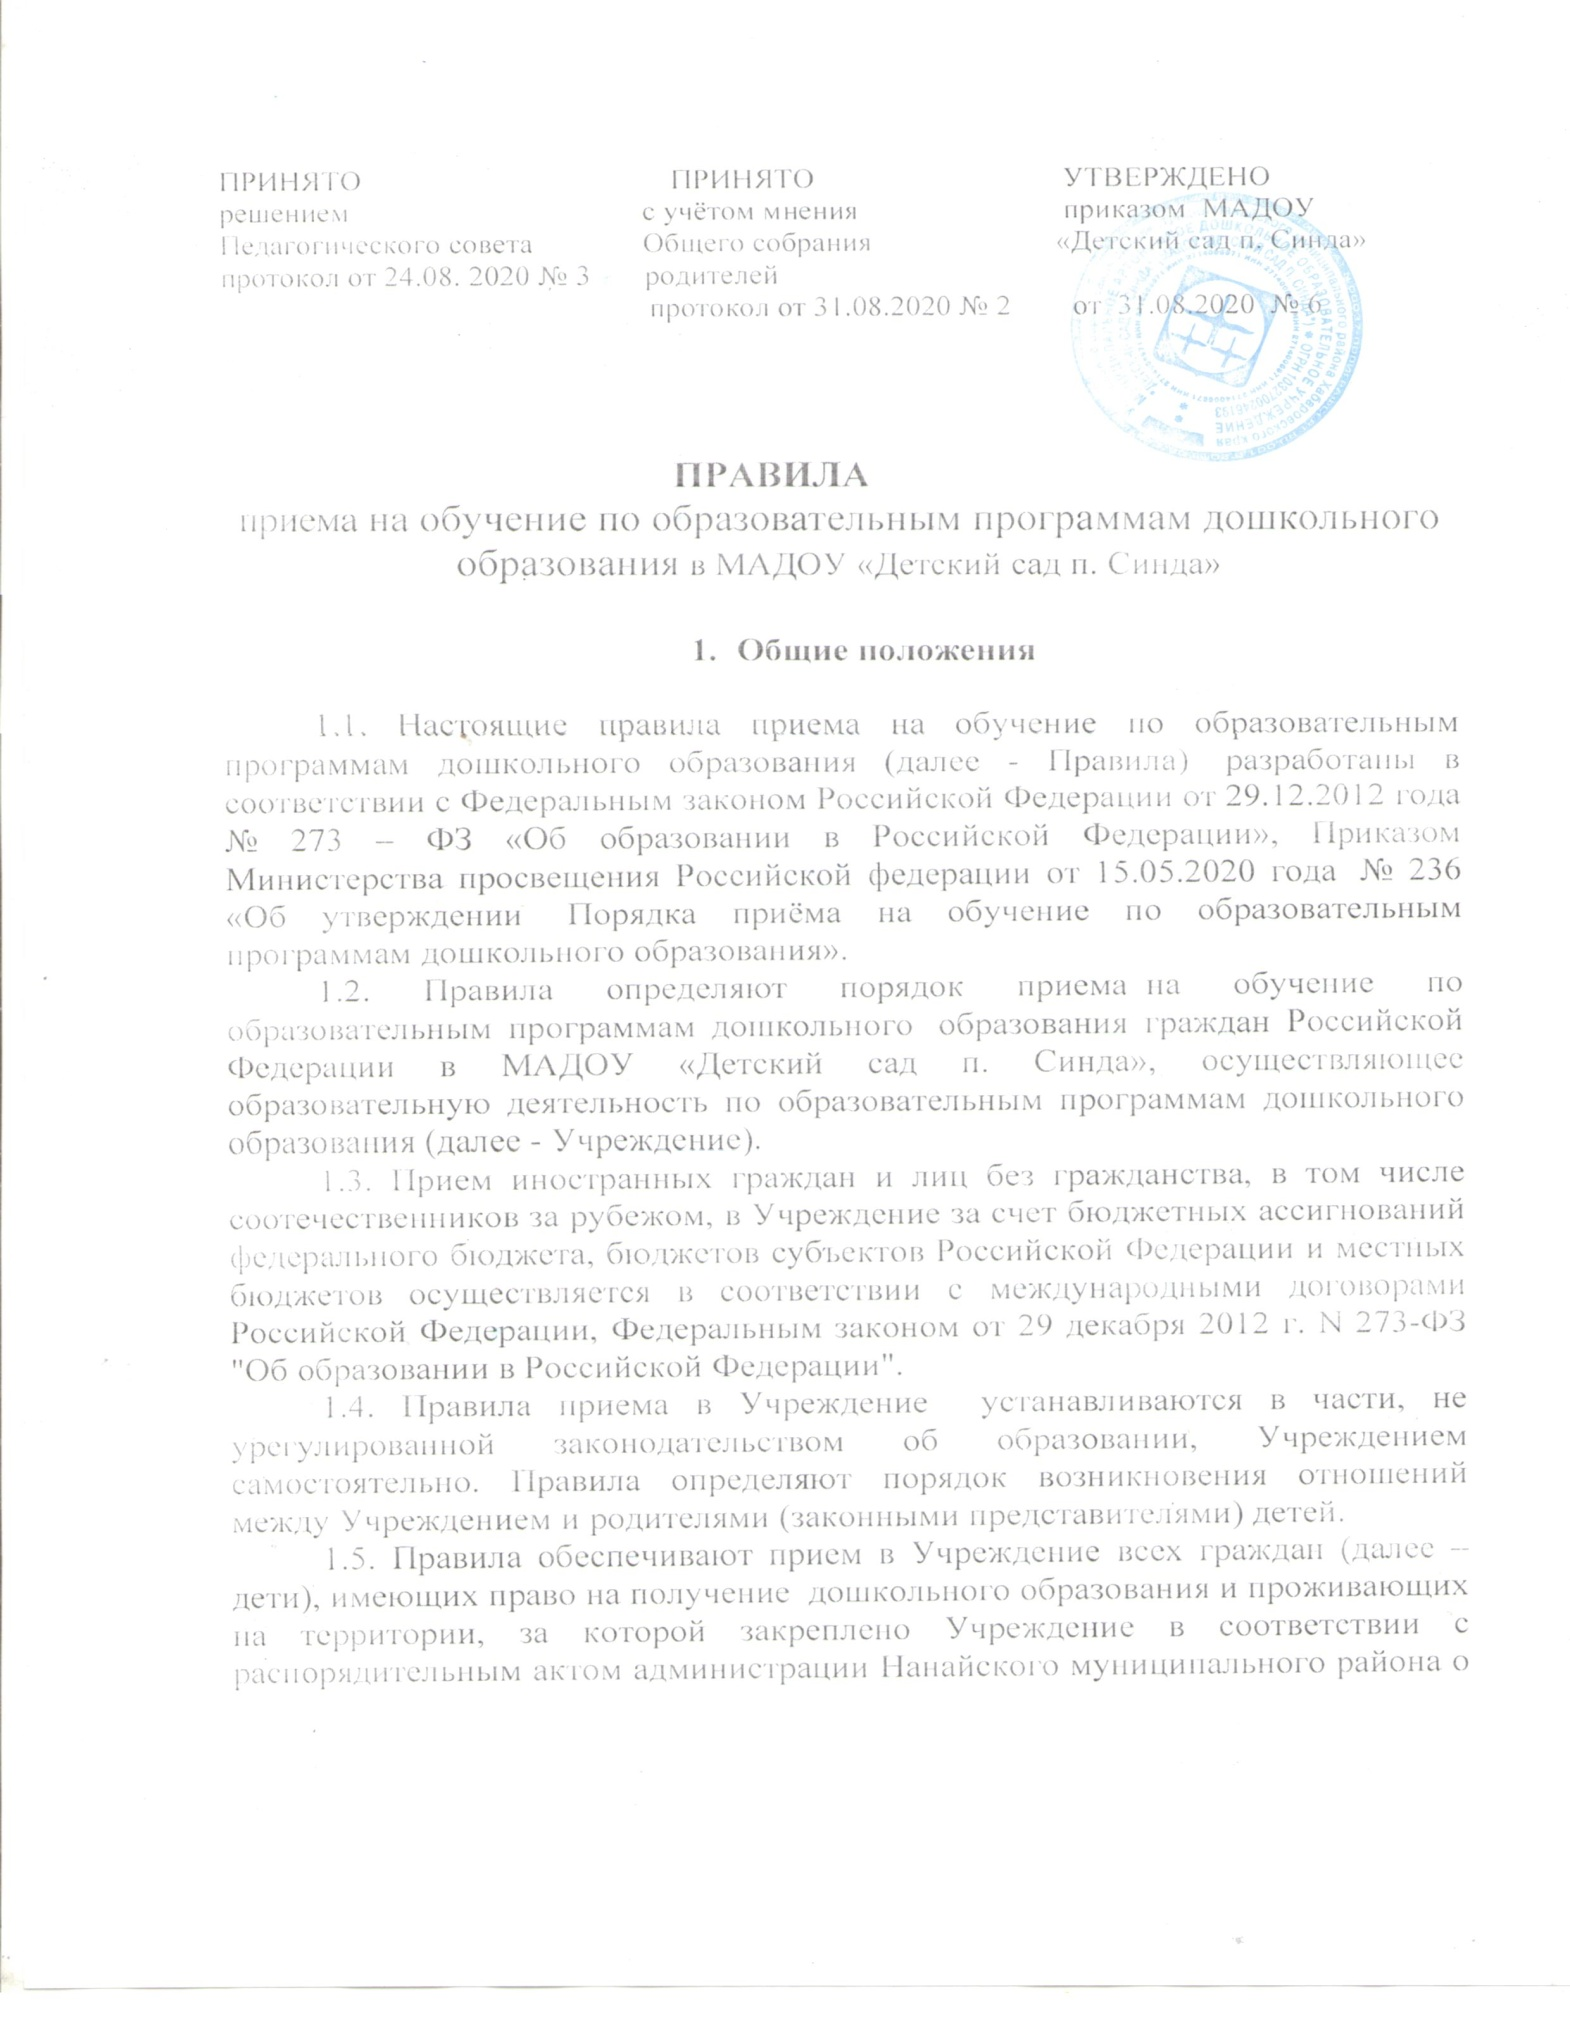 ПРИНЯТО
решением
Педагогического совета
протокол от 24.08. 2020 № 3
ПРИНЯТО
с учётом мнения
Общего собрания
родителей
протокол от 31.08.2020 № 2
УТВЕРЖДЕНО
приказом МАДОУ
«Детский сад п. Синда»
от 31.08.2020 № 6
ПРАВИЛА
приема на обучение по образовательным программам дошкольного
образования в МАДОУ «Детский сад п. Синда»
1. Общие положения
1.1. Настоящие правила приема на обучение по образовательным
программам дошкольного образования (далее - Правила) разработаны в
соответствии с Федеральным законом Российской Федерации от 29.12.2012 года
№ 273 – ФЗ «Об образовании в Российской Федерации», Приказом
Министерства просвещения Российской федерации от 15.05.2020 года № 236
«Об утверждении Порядка приёма на обучение по образовательным
программам дошкольного образования».
1.2. Правила определяют порядок приема на обучение по
образовательным программам дошкольного образования граждан Российской
Федерации в МАДОУ «Детский сад п. Синда», осуществляющее
образовательную деятельность по образовательным программам дошкольного
образования (далее - Учреждение).
1.3. Прием иностранных граждан и лиц без гражданства, в том числе
соотечественников за рубежом, в Учреждение за счет бюджетных ассигнований
федерального бюджета, бюджетов субъектов Российской Федерации и местных
бюджетов осуществляется в соответствии с международными договорами
Российской Федерации, Федеральным законом от 29 декабря 2012 г. N 273-ФЗ
"Об образовании в Российской Федерации".
1.4. Правила приема в Учреждение устанавливаются в части, не
урегулированной законодательством об образовании, Учреждением
самостоятельно. Правила определяют порядок возникновения отношений
между Учреждением и родителями (законными представителями) детей.
1.5. Правила обеспечивают прием в Учреждение всех граждан (далее –
дети), имеющих право на получение дошкольного образования и проживающих
на территории, за которой закреплено Учреждение в соответствии с
распорядительным актом администрации Нанайского муниципального района о